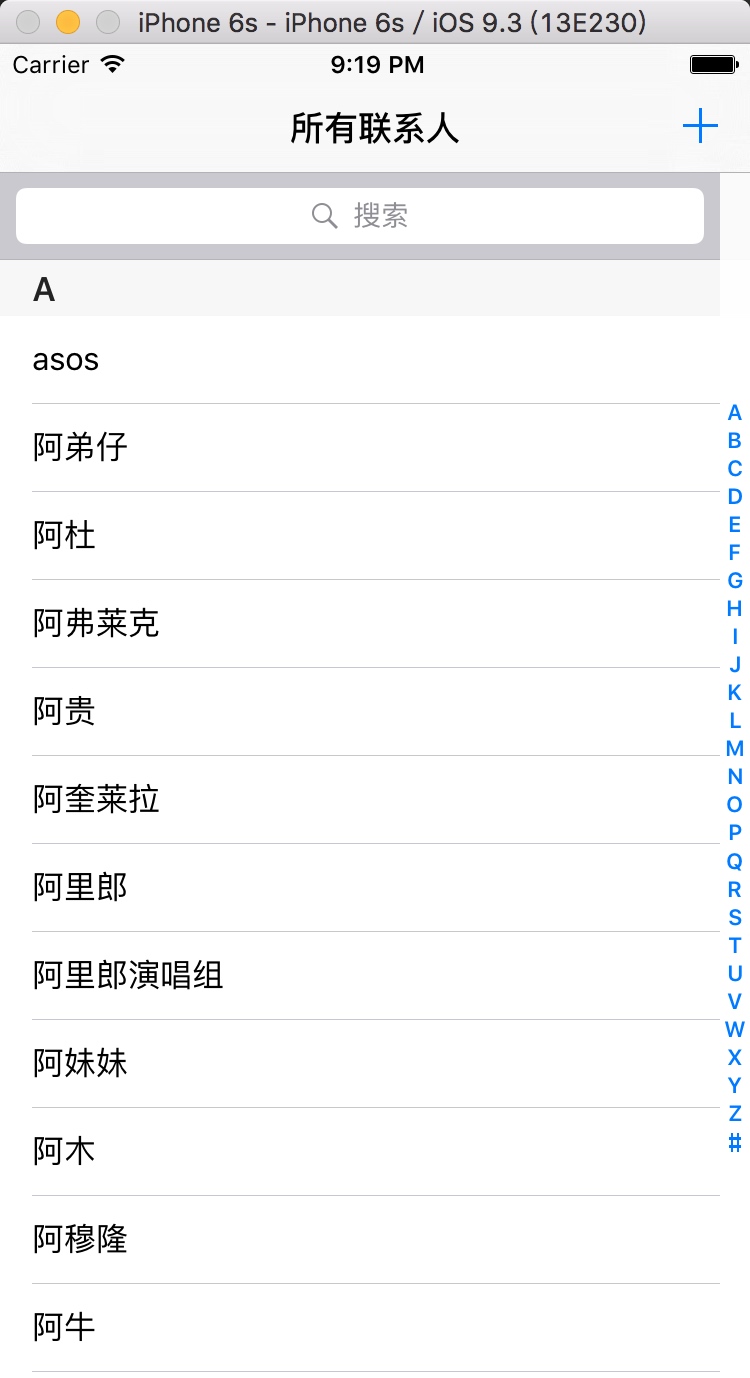 iPhone 6s - iPhone 6s / iOS 9.3 (13E230)
Carrier 9:19 PM
所有联系人 +
搜索
A
asos
阿弟仔
阿杜
阿弗莱克
阿贵
阿奎莱拉
阿里郎
阿里郎演唱组
阿妹妹
阿木
阿穆隆
阿牛
A
B
C
D
E
F
G
H
I
J
K
L
M
N
O
P
Q
R
S
T
U
V
W
X
Y
Z
#